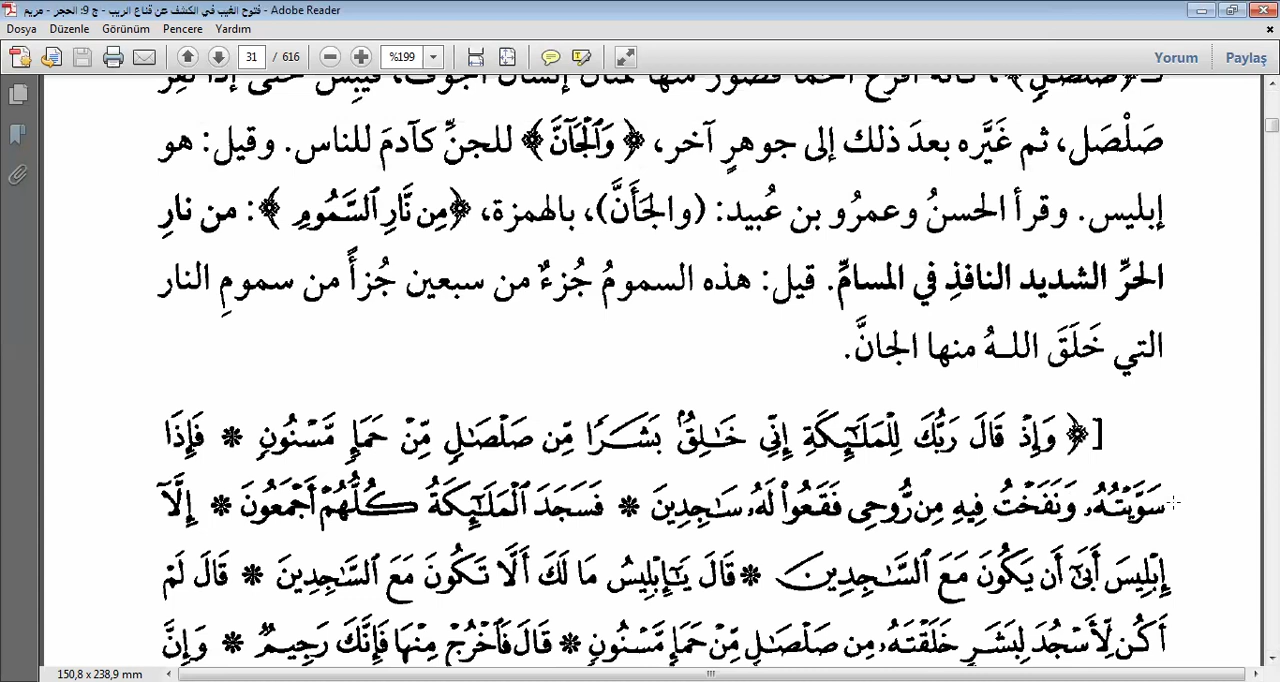 فتوح الغيب في الكشف عن قناع الريب - ج 9: الحجر - مريم - Adobe Reader
Dosya Düzenle Görünüm Pencere Yardım
31 / 616 %199 Yorum Paylaş
صَلْصَل، ثم غَيَّره بعدَ ذلك إلى جوهرٍ آخر، ﴿وَٱلْجَآنَّ﴾ للجنِّ كآدمَ للناس. وقيل: هو
إبليس. وقرأ الحسنُ وعمرُو بن عُبيد: (والجَأَنَّ)، بالهمزة، ﴿مِن نَّارِ ٱلسَّمُومِ﴾: من نارِ
الحرِّ الشديد النافذِ في المسامِّ. قيل: هذه السمومُ جُزءٌ من سبعين جُزأً من سمومِ النار
التي خَلَقَ اللـهُ منها الجانَّ.
[﴿وَإِذْ قَالَ رَبُّكَ لِلْمَلَٰٓئِكَةِ إِنِّي خَٰلِقٌۢ بَشَرًا مِّن صَلْصَٰلٍ مِّنْ حَمَإٍ مَّسْنُونٍ * فَإِذَا
سَوَّيْتُهُۥ وَنَفَخْتُ فِيهِ مِن رُّوحِي فَقَعُوا۟ لَهُۥ سَٰجِدِينَ * فَسَجَدَ ٱلْمَلَٰٓئِكَةُ كُلُّهُمْ أَجْمَعُونَ * إِلَّآ
إِبْلِيسَ أَبَىٰٓ أَن يَكُونَ مَعَ ٱلسَّٰجِدِينَ * قَالَ يَٰٓإِبْلِيسُ مَا لَكَ أَلَّا تَكُونَ مَعَ ٱلسَّٰجِدِينَ * قَالَ لَمْ
أَكُن لِّأَسْجُدَ لِبَشَرٍ خَلَقْتَهُۥ مِن صَلْصَٰلٍ مِّنْ حَمَإٍ مَّسْنُونٍ * قَالَ فَٱخْرُجْ مِنْهَا فَإِنَّكَ رَجِيمٌ * وَإِنَّ
150,8 x 238,9 mm